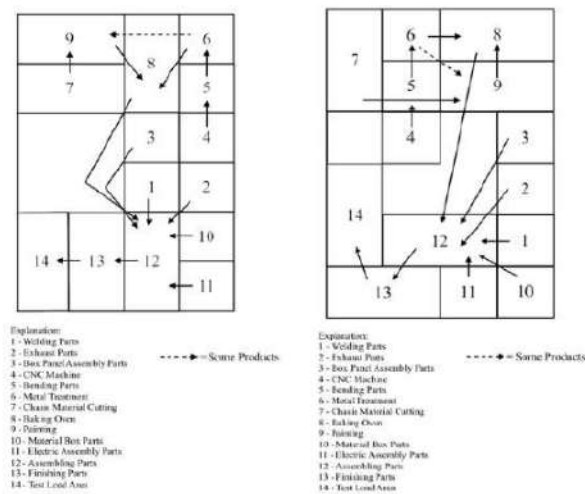 9
6
8
7
5
3
4
1
2
10
14
13
12
11
Explanation:
1 - Welding Parts
2 - Exhaust Parts
3 - Box Panel Assembly Parts
4 - CNC Machine
5 - Bending Parts
6 - Metal Treatment
7 - Chasis Material Cutting
8 - Baking Oven
9 - Painting
10 - Material Box Parts
11 - Electric Assembly Parts
12 - Assembling Parts
13 - Finishing Parts
14 - Test Load Area
= Some Products
6
8
7
5
9
4
3
2
14
12
1
13
11
10
Explanation:
1 - Welding Parts
2 - Exhaust Parts
3 - Box Panel Assembly Parts
4 - CNC Machine
5 - Bending Parts
6 - Metal Treatment
7 - Chasis Material Cutting
8 - Baking Oven
9 - Painting
10 - Material Box Parts
11 - Electric Assembly Parts
12 - Assembling Parts
13 - Finishing Parts
14 - Test Load Area
= Some Products